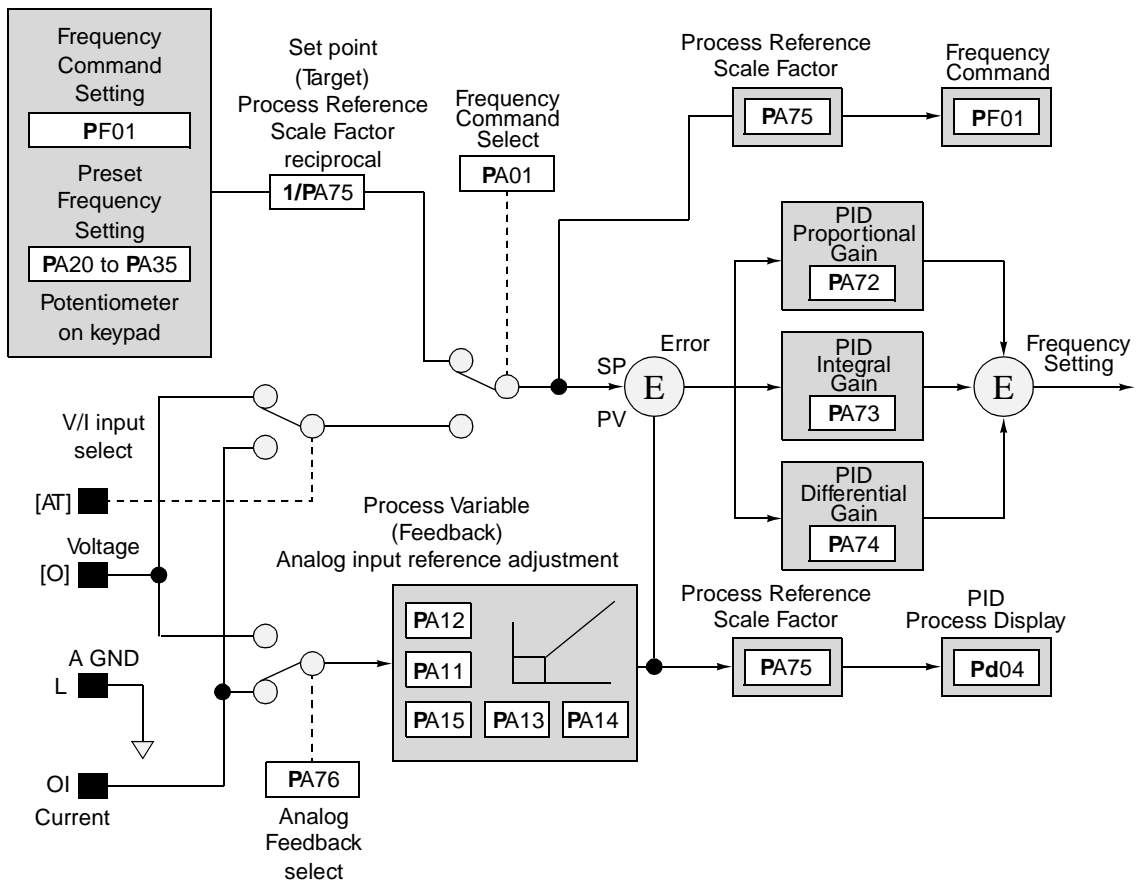 Frequency
Command
Setting
PF01
Preset
Frequency
Setting
PA20 to PA35
Potentiometer
on keypad
Set point
(Target)
Process Reference
Scale Factor
reciprocal
1/PA75
Frequency
Command
Select
PA01
Process Reference
Scale Factor
PA75
Frequency
Command
PF01
PID
Proportional
Gain
PA72
SP
Error
E
PV
PID
Integral
Gain
PA73
E
Frequency
Setting
PID
Differential
Gain
PA74
V/I input
select
[AT]
Voltage
[O]
A GND
L
OI
Current
Process Variable
(Feedback)
Analog input reference adjustment
PA12
PA11
PA15
PA13
PA14
PA76
Analog
Feedback
select
Process Reference
Scale Factor
PA75
PID
Process Display
Pd04